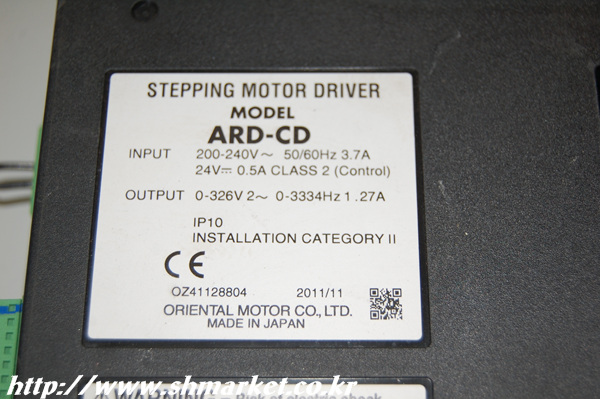 STEPPING MOTOR DRIVER
MODEL
ARD-CD
INPUT 200-240V～ 50/60Hz 3.7A
24V⎓ 0.5A CLASS 2 (Control)
OUTPUT 0-326V 2～ 0-3334Hz 1.27A
IP10
INSTALLATION CATEGORY II
CE
OZ41128804 2011/11
ORIENTAL MOTOR CO., LTD.
MADE IN JAPAN
http://www.shmarket.co.kr